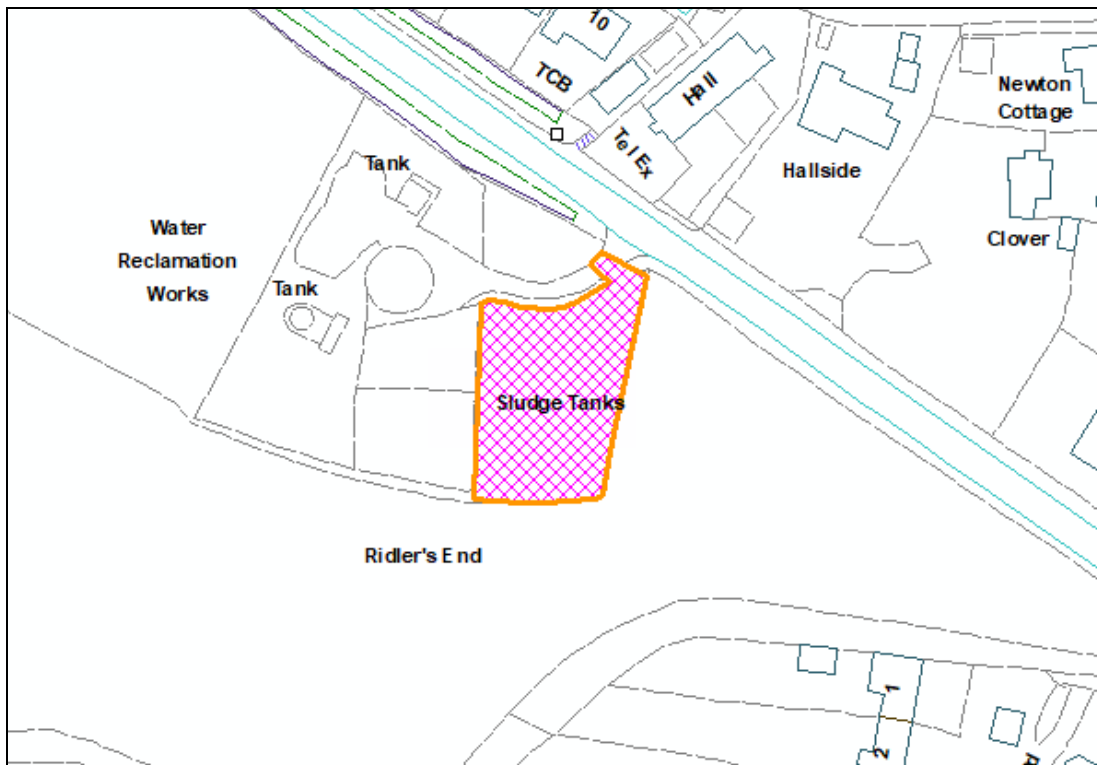 10
TCB
Hall
Tel Ex
Newton
Cottage
Tank
Hallside
Water
Reclamation
Works
Clover
Tank
Sludge Tanks
Ridler's End
1
2